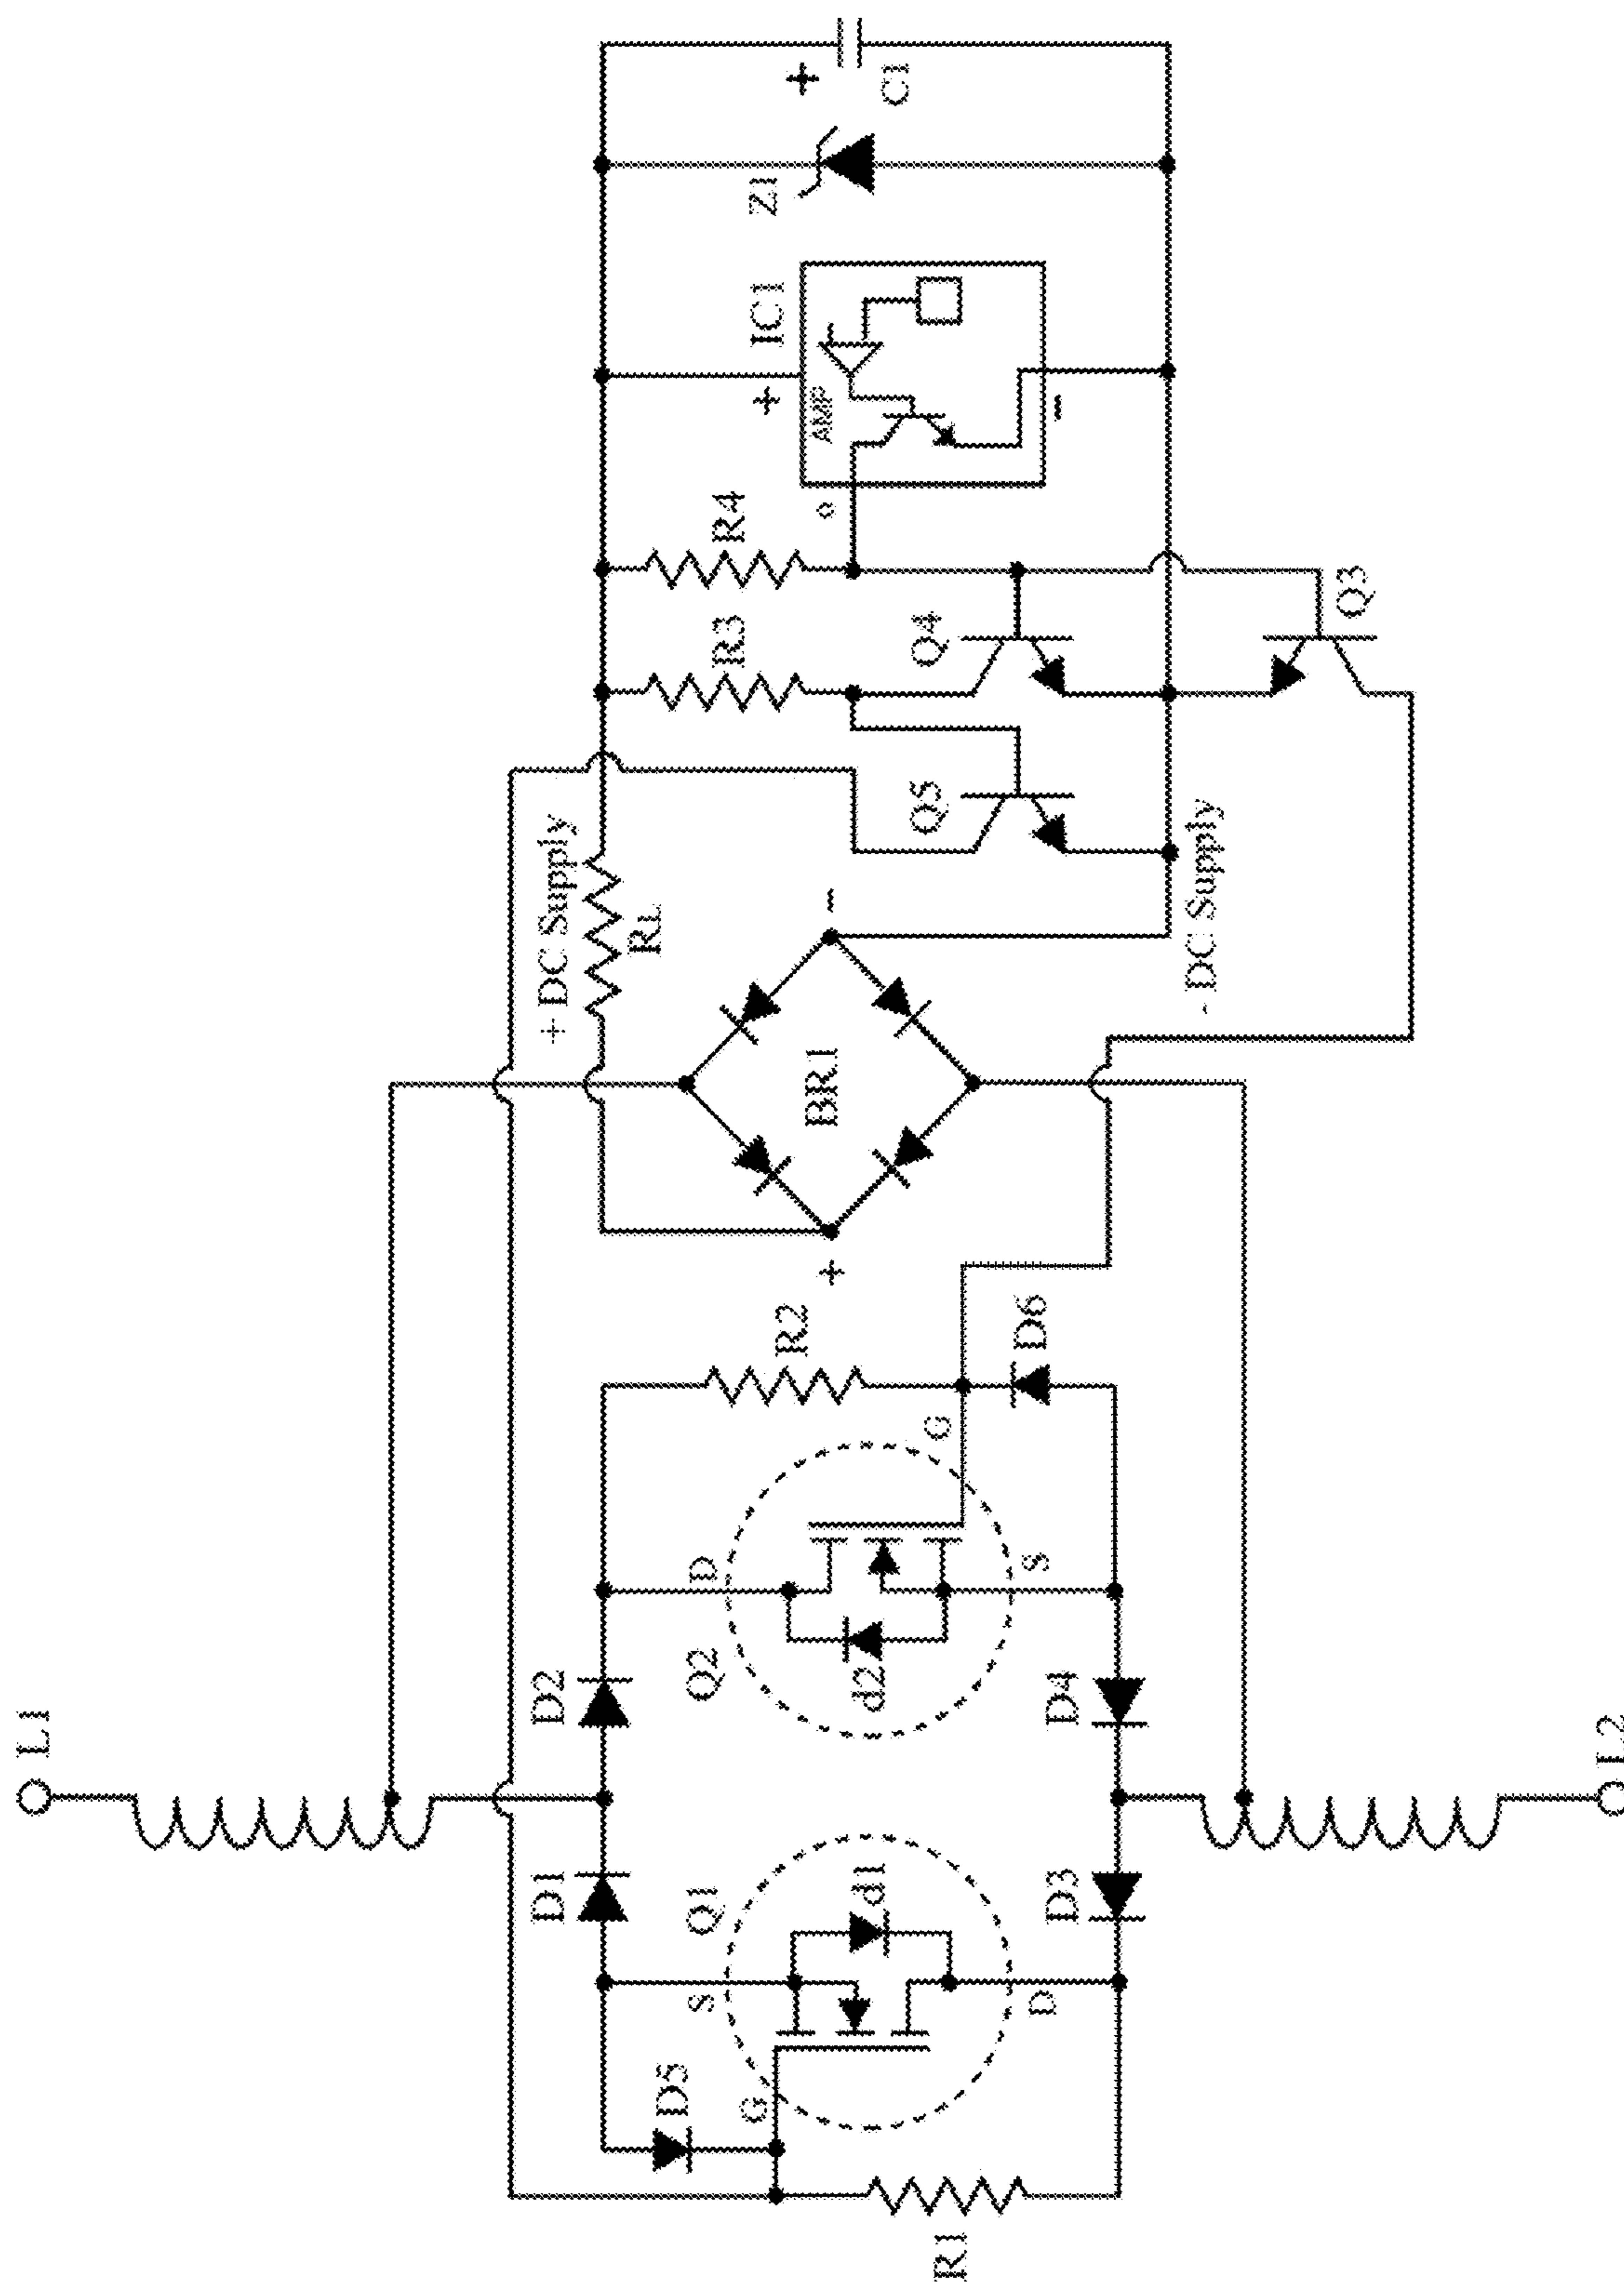 L1
L2
+ DC Supply
- DC Supply
RL
R3
R4
IC1
+
AMP
-
o
-
Z1
+
C1
Q5
Q4
Q3
BR1
+
-
R2
D6
G
D
S
Q2
d2
D2
D4
D1
D3
Q1
d1
S
D
G
D5
R1